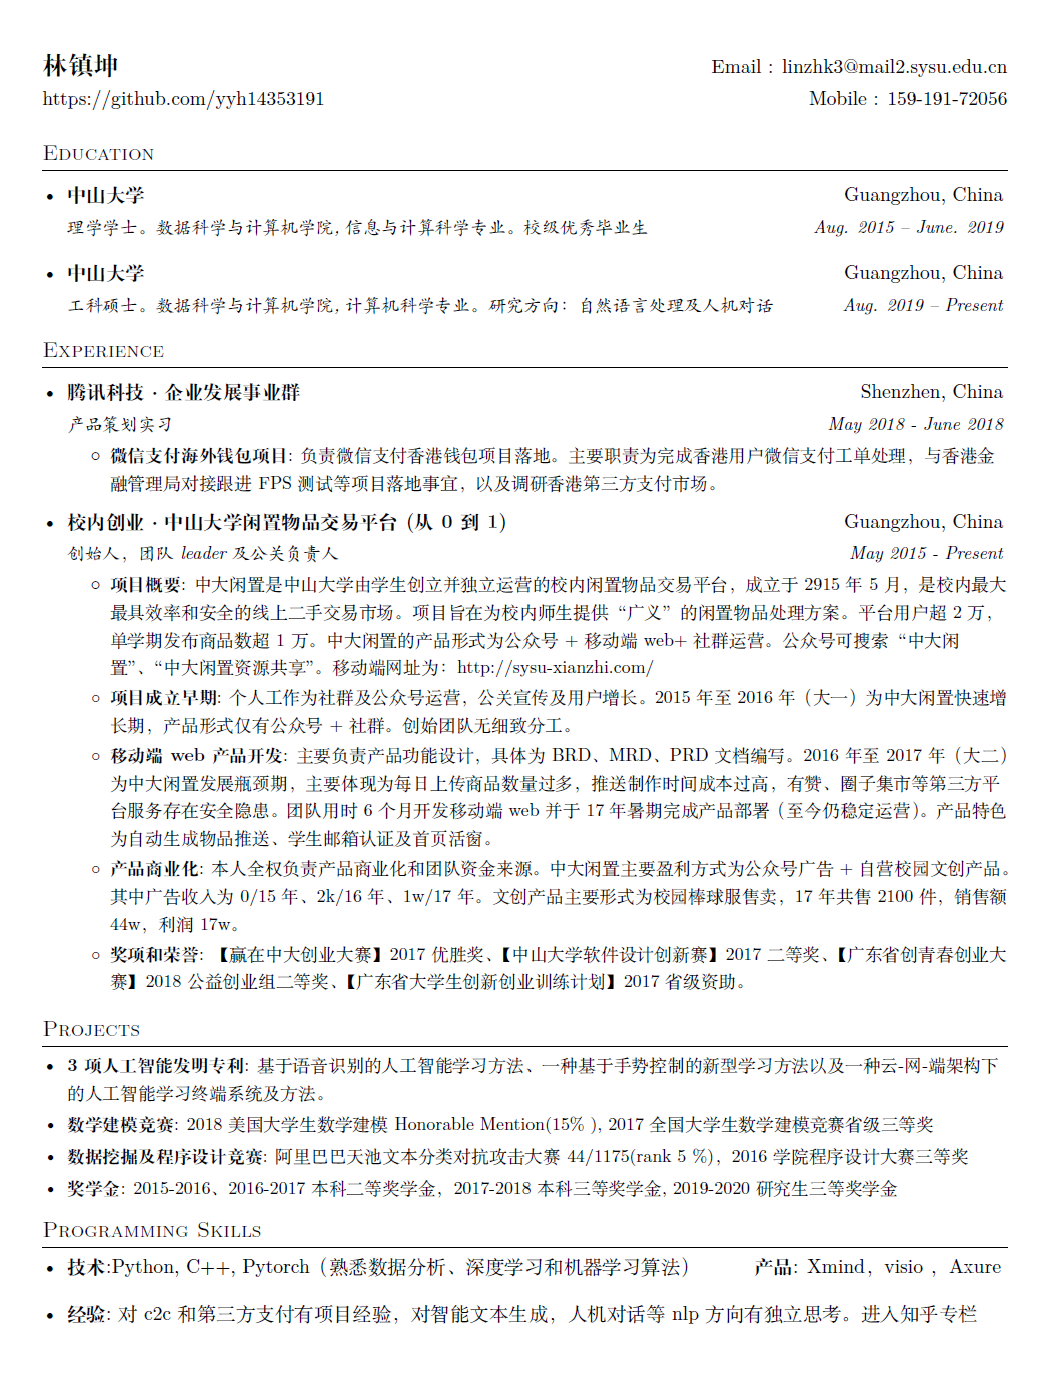 林镇坤 Email : linzhk3@mail2.sysu.edu.cn
https://github.com/yyh14353191 Mobile : 159-191-72056
Education
• 中山大学 Guangzhou, China
理学学士。数据科学与计算机学院, 信息与计算科学专业。校级优秀毕业生 Aug. 2015 – June. 2019
• 中山大学 Guangzhou, China
工科硕士。数据科学与计算机学院, 计算机科学专业。研究方向：自然语言处理及人机对话 Aug. 2019 – Present
Experience
• 腾讯科技 · 企业发展事业群 Shenzhen, China
产品策划实习 May 2018 - June 2018
○ 微信支付海外钱包项目: 负责微信支付香港钱包项目落地。主要职责为完成香港用户微信支付工单处理，与香港金
融管理局对接跟进 FPS 测试等项目落地事宜，以及调研香港第三方支付市场。
• 校内创业 · 中山大学闲置物品交易平台 (从 0 到 1) Guangzhou, China
创始人，团队 leader 及公关负责人 May 2015 - Present
○ 项目概要: 中大闲置是中山大学由学生创立并独立运营的校内闲置物品交易平台，成立于 2915 年 5 月，是校内最大
最具效率和安全的线上二手交易市场。项目旨在为校内师生提供“广义”的闲置物品处理方案。平台用户超 2 万，
单学期发布商品数超 1 万。中大闲置的产品形式为公众号 + 移动端 web+ 社群运营。公众号可搜索“中大闲
置”、“中大闲置资源共享”。移动端网址为：http://sysu-xianzhi.com/
○ 项目成立早期: 个人工作为社群及公众号运营，公关宣传及用户增长。2015 年至 2016 年（大一）为中大闲置快速增
长期，产品形式仅有公众号 + 社群。创始团队无细致分工。
○ 移动端 web 产品开发: 主要负责产品功能设计，具体为 BRD、MRD、PRD 文档编写。2016 年至 2017 年（大二）
为中大闲置发展瓶颈期，主要体现为每日上传商品数量过多，推送制作时间成本过高，有赞、圈子集市等第三方平
台服务存在安全隐患。团队用时 6 个月开发移动端 web 并于 17 年暑期完成产品部署（至今仍稳定运营）。产品特色
为自动生成物品推送、学生邮箱认证及首页活窗。
○ 产品商业化: 本人全权负责产品商业化和团队资金来源。中大闲置主要盈利方式为公众号广告 + 自营校园文创产品。
其中广告收入为 0/15 年、2k/16 年、1w/17 年。文创产品主要形式为校园棒球服售卖，17 年共售 2100 件，销售额
44w，利润 17w。
○ 奖项和荣誉: 【赢在中大创业大赛】2017 优胜奖、【中山大学软件设计创新赛】2017 二等奖、【广东省创青春创业大
赛】2018 公益创业组二等奖、【广东省大学生创新创业训练计划】2017 省级资助。
Projects
• 3 项人工智能发明专利: 基于语音识别的人工智能学习方法、一种基于手势控制的新型学习方法以及一种云-网-端架构下
的人工智能学习终端系统及方法。
• 数学建模竞赛: 2018 美国大学生数学建模 Honorable Mention(15% ), 2017 全国大学生数学建模竞赛省级三等奖
• 数据挖掘及程序设计竞赛: 阿里巴巴天池文本分类对抗攻击大赛 44/1175(rank 5 %)，2016 学院程序设计大赛三等奖
• 奖学金: 2015-2016、2016-2017 本科二等奖学金，2017-2018 本科三等奖学金, 2019-2020 研究生三等奖学金
Programming Skills
• 技术:Python, C++, Pytorch（熟悉数据分析、深度学习和机器学习算法） 产品: Xmind，visio ，Axure
• 经验: 对 c2c 和第三方支付有项目经验，对智能文本生成，人机对话等 nlp 方向有独立思考。进入知乎专栏